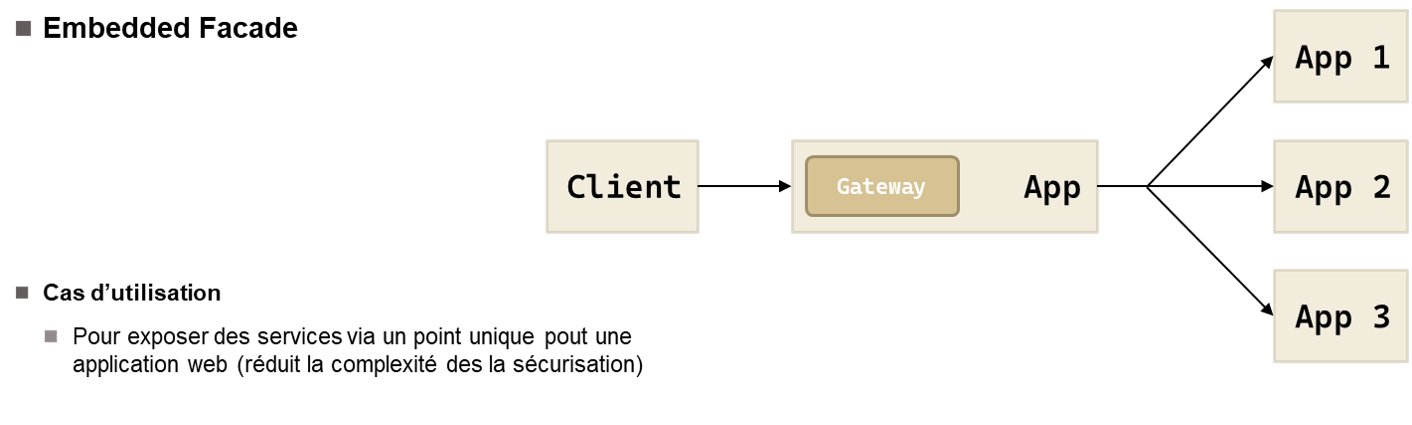 Embedded Facade
App 1
Client
Gateway
App
App 2
App 3
Cas d’utilisation
Pour exposer des services via un point unique pout une
application web (réduit la complexité des la sécurisation)